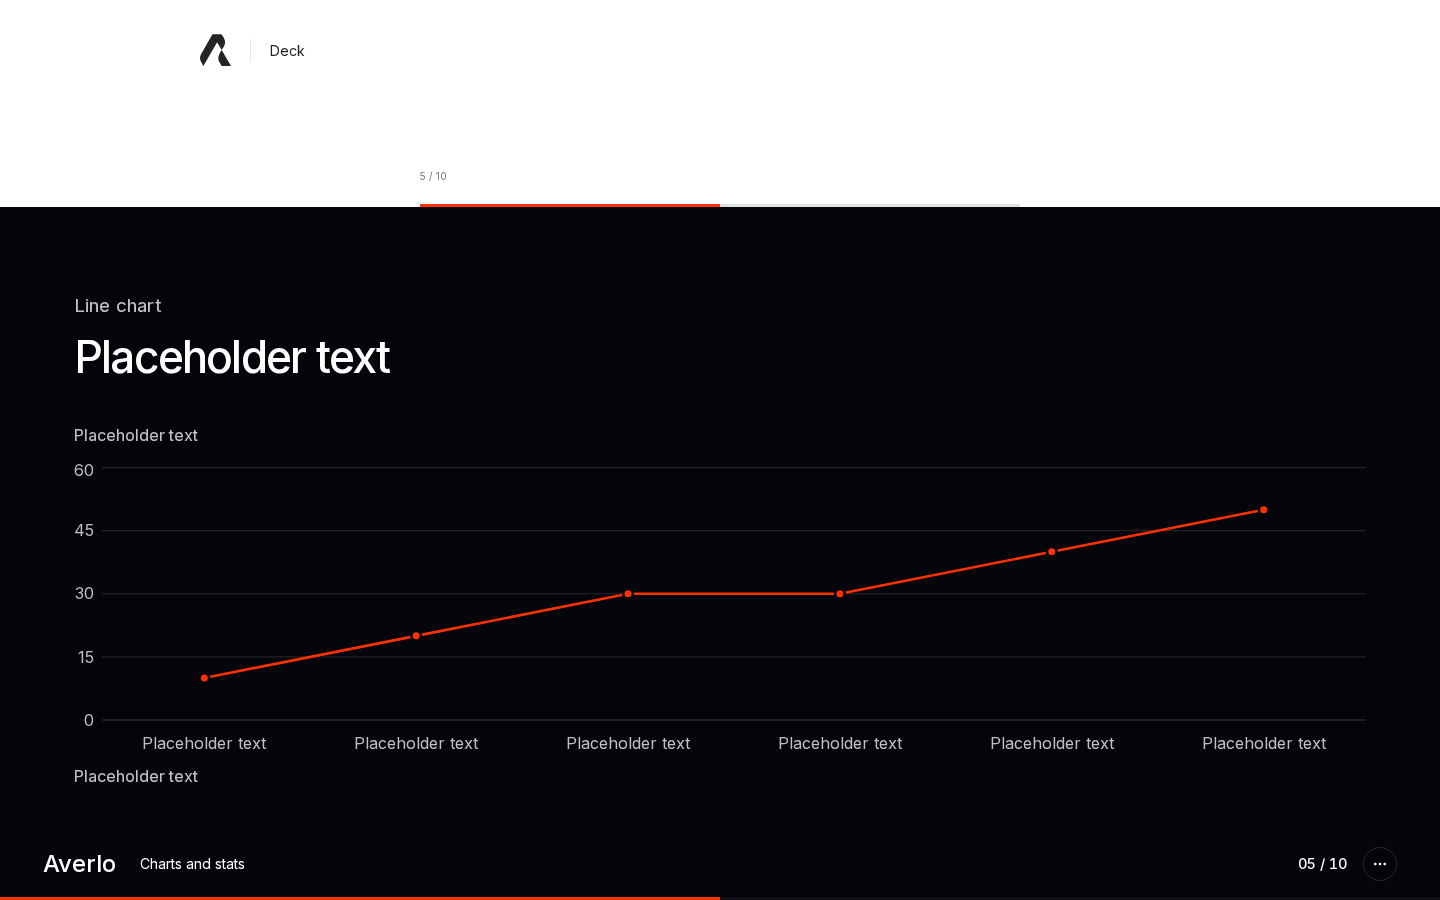 Deck
5 / 10
Line chart
Placeholder text
Placeholder text
60
45
30
15
0
Placeholder text Placeholder text Placeholder text Placeholder text Placeholder text Placeholder text
Placeholder text
Averlo Charts and stats 05 / 10